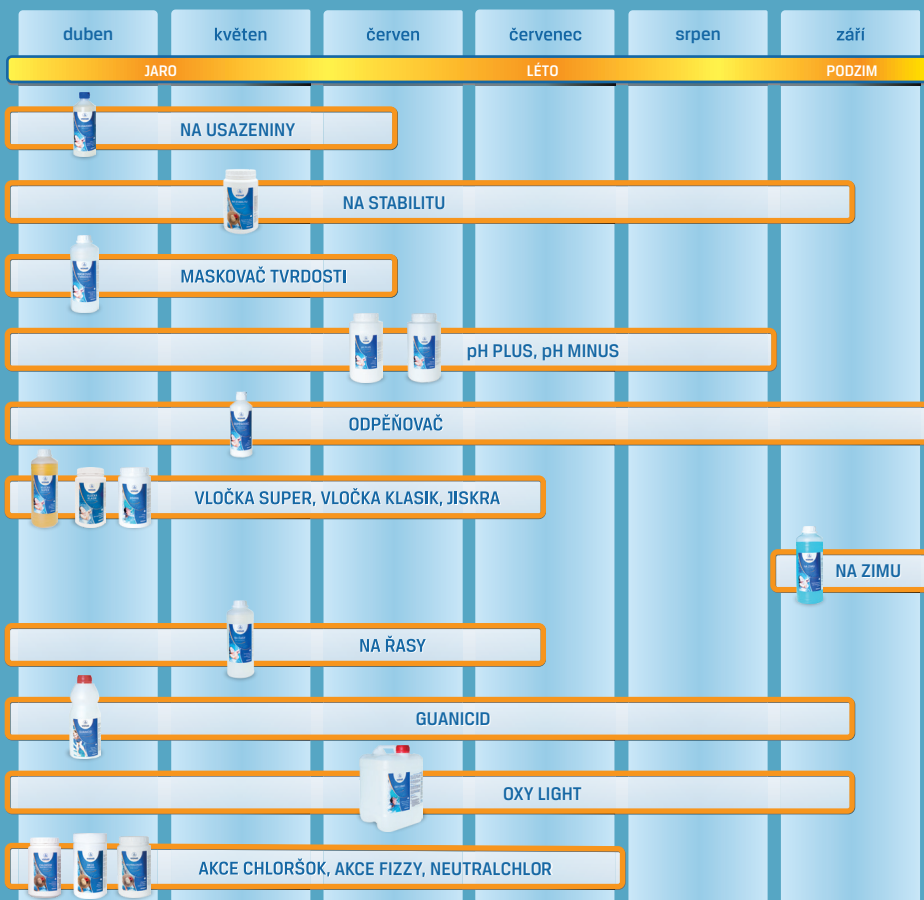 duben květen červen červenec srpen září
JARO LÉTO PODZIM
NA USAZENINY
NA STABILITU
MASKOVAČ TVRDOSTI
pH PLUS, pH MINUS
ODPĚŇOVAČ
VLOČKA SUPER, VLOČKA KLASIK, JISKRA
NA ZIMU
NA ŘASY
GUANICID
OXY LIGHT
AKCE CHLORŠOK, AKCE FIZZY, NEUTRALCHLOR